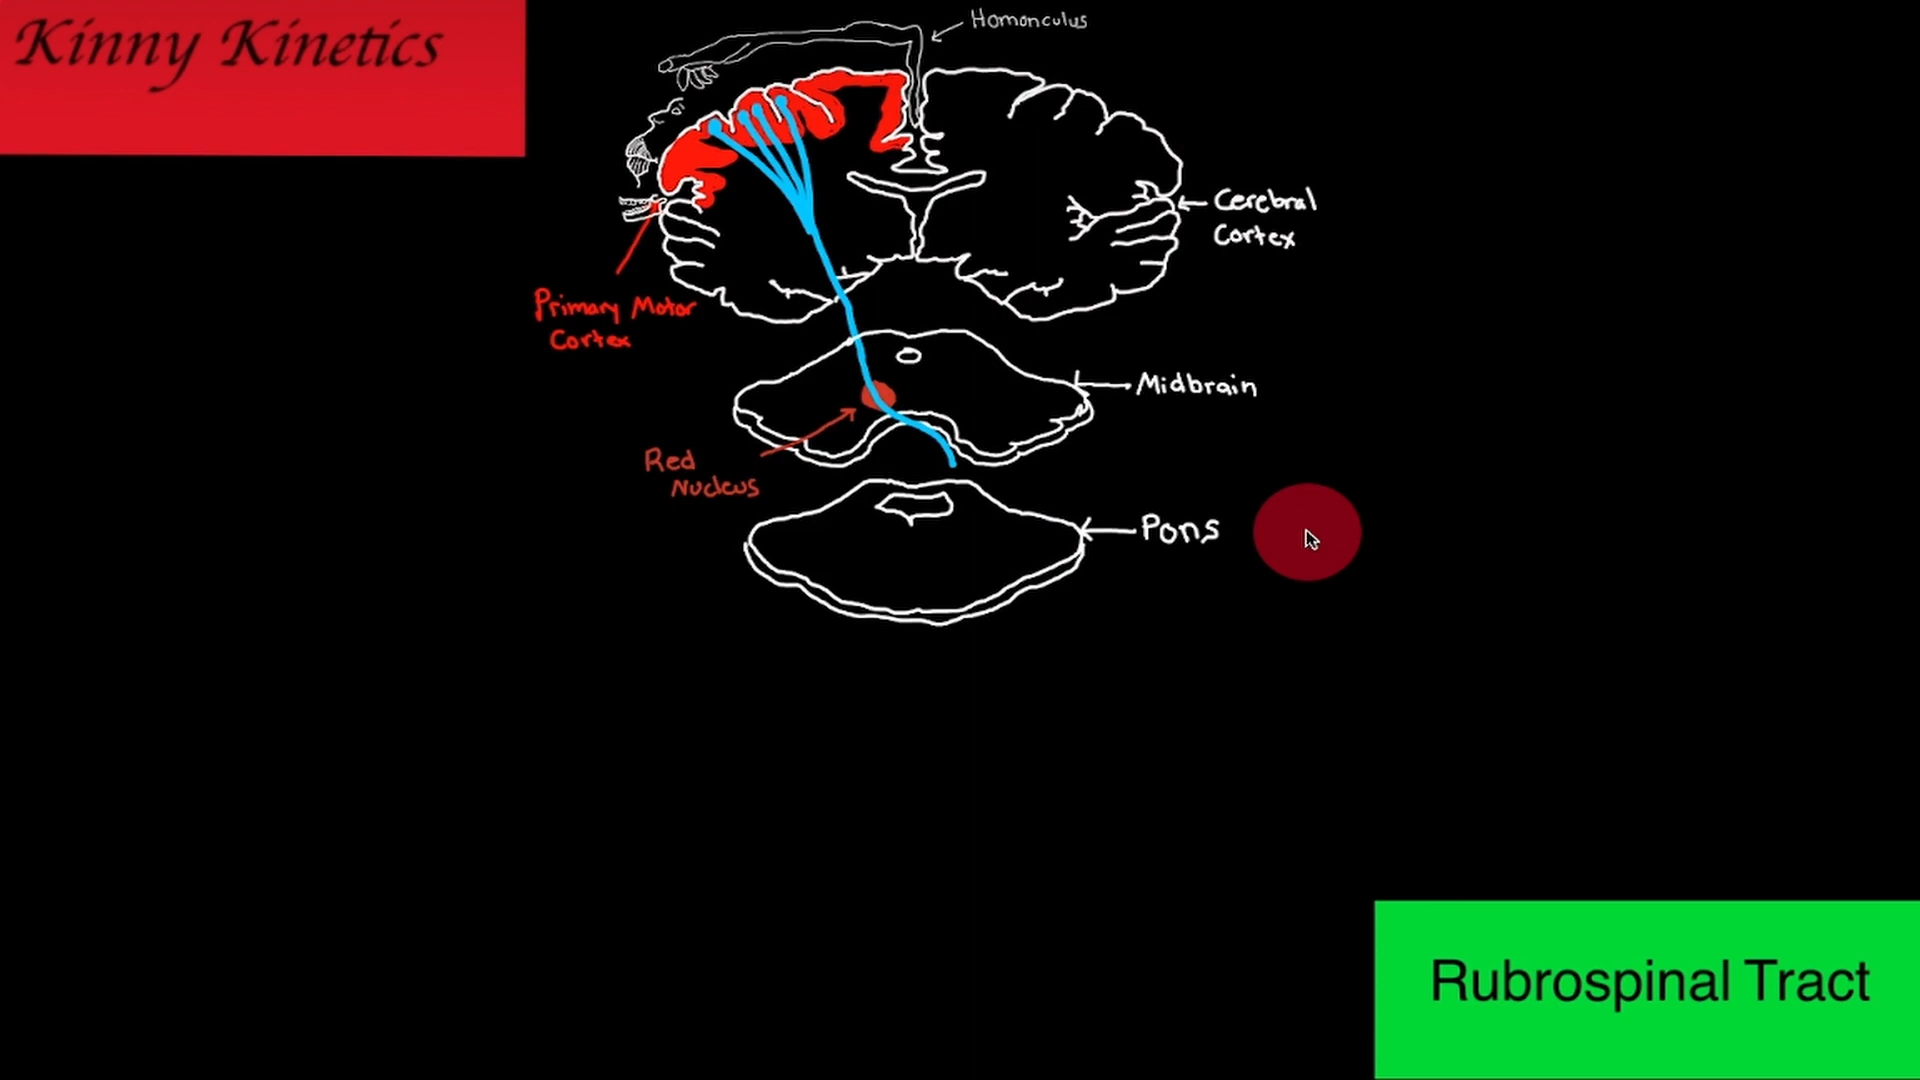 Kinny Kinetics
Homonculus
Cerebral
Cortex
Primary Motor
Cortex
Midbrain
Red
Nucleus
Pons
Rubrospinal Tract